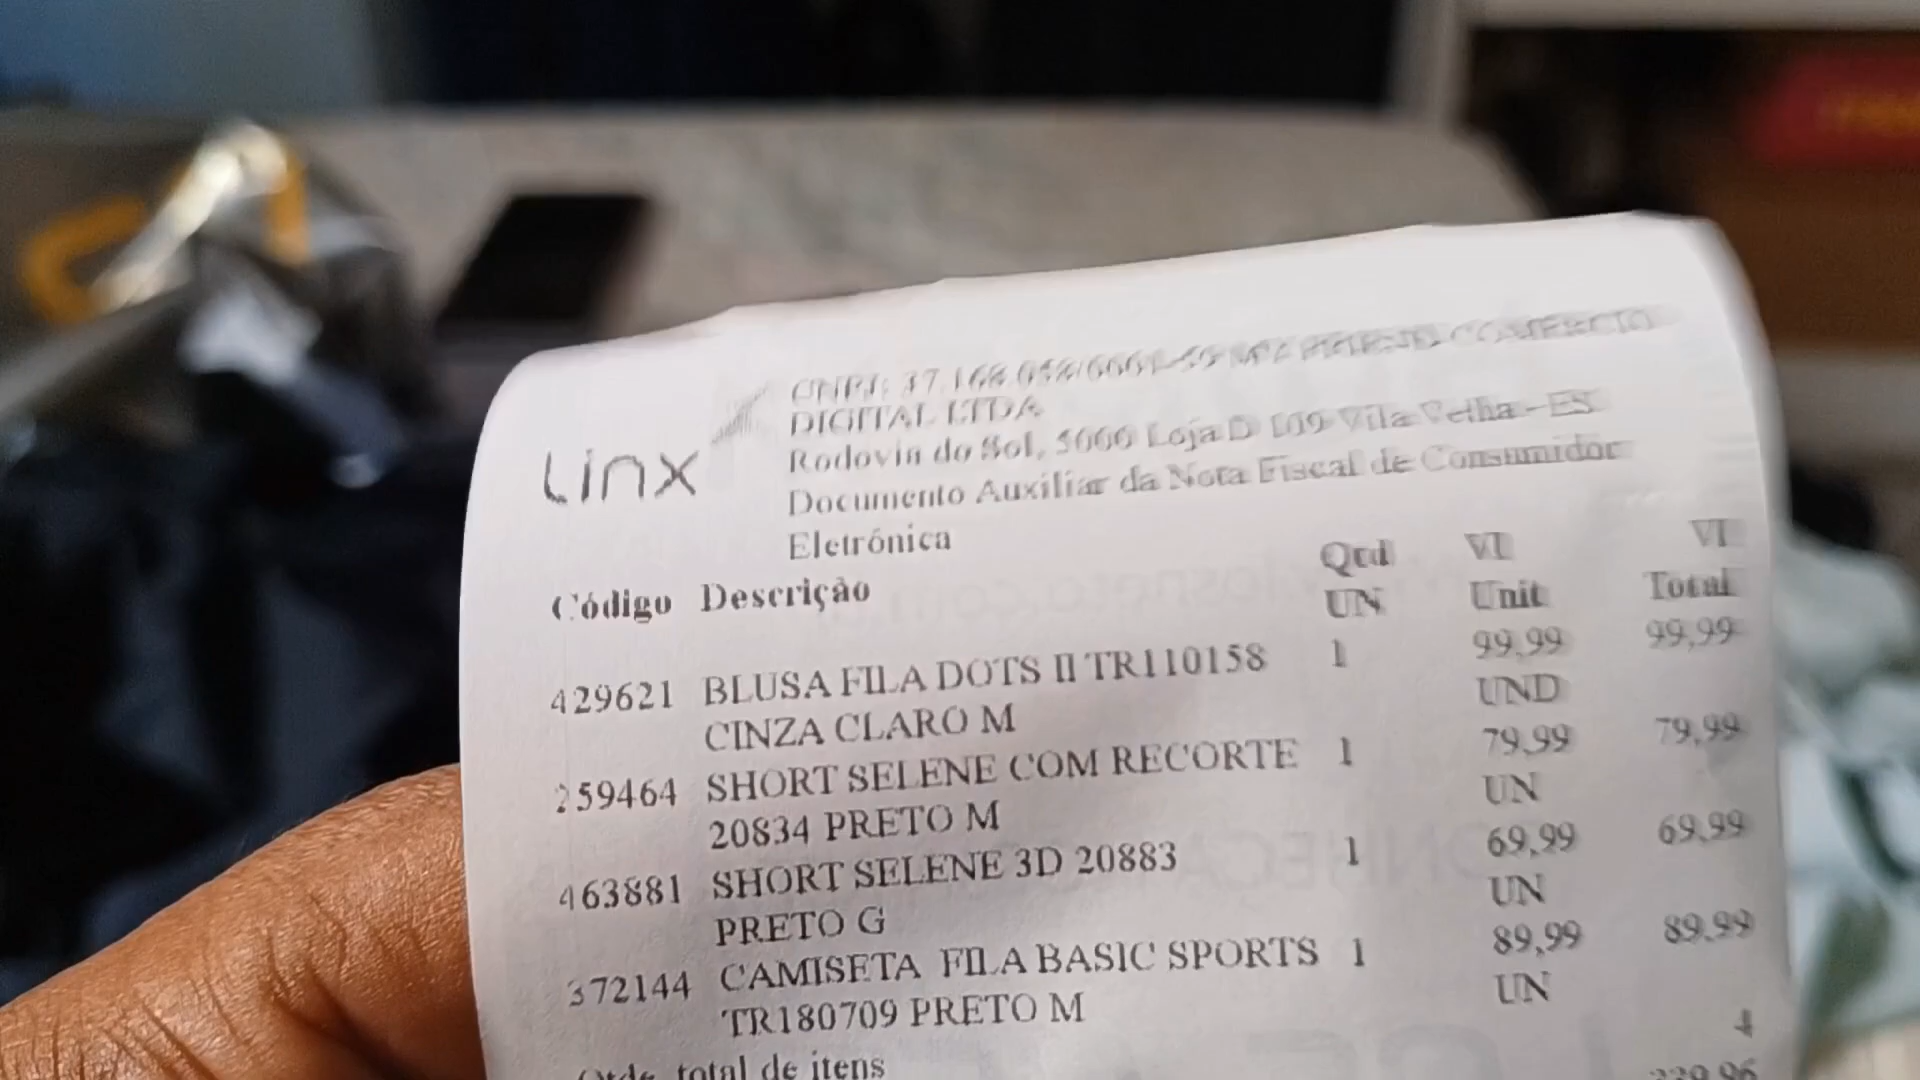 Linx
DIGITAL LTDA
Rodovia do Sol, 5000 Loja D 109 Vila Velha - ES
Documento Auxiliar da Nota Fiscal de Consumidor
Eletrônica
Código Descrição Qtd UN Vl Unit Vl Total
429621 BLUSA FILA DOTS II TR110158 1 99,99 99,99
CINZA CLARO M UND
259464 SHORT SELENE COM RECORTE 1 79,99 79,99
20834 PRETO M UN
463881 SHORT SELENE 3D 20883 1 69,99 69,99
PRETO G UN
372144 CAMISETA FILA BASIC SPORTS 1 89,99 89,99
TR180709 PRETO M UN
Qtde. total de itens 4